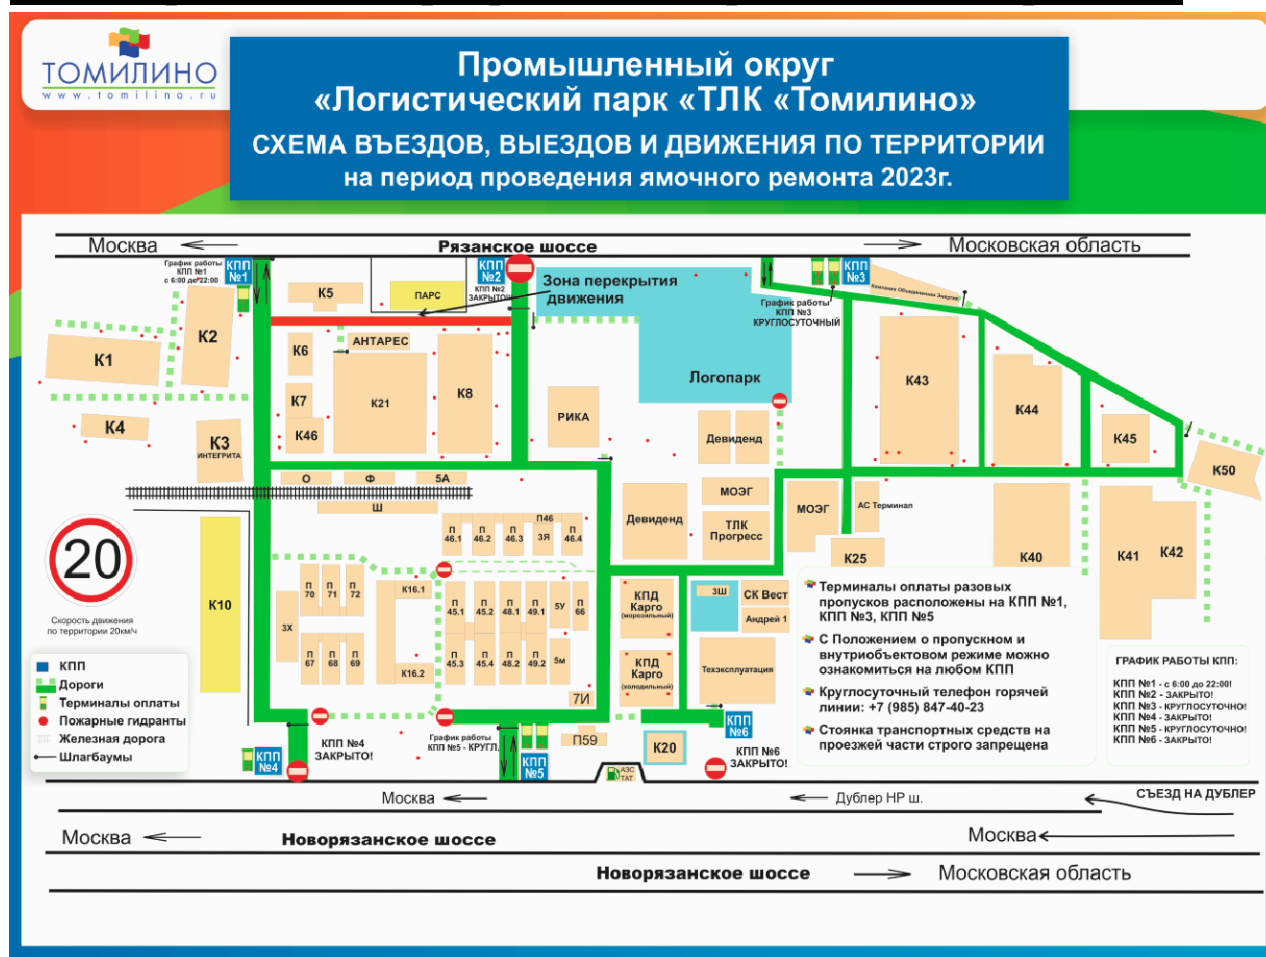 ТОМИЛИНО
www.tomilino.ru
Промышленный округ
«Логистический парк «ТЛК «Томилино»
СХЕМА ВЪЕЗДОВ, ВЫЕЗДОВ И ДВИЖЕНИЯ ПО ТЕРРИТОРИИ
на период проведения ямочного ремонта 2023г.
Москва
Рязанское шоссе
Московская область
График работы
КПП №1
с 6:00 до 22:00
КПП
№1
КПП
№2
КПП №2
ЗАКРЫТО!
Зона перекрытия
движения
КПП
№3
График работы
КПП №3
КРУГЛОСУТОЧНЫЙ
Компания Объединенная Энергия
К5
ПАРС
К2
К1
К6
АНТАРЕС
К7
К21
К8
К46
К4
К3
ИНТЕГРИТА
Логопарк
РИКА
Девиденд
К43
К44
К45
К50
О
Ф
5А
Ш
Девиденд
МОЭГ
ТЛК
Прогресс
МОЭГ
АС Терминал
К25
К40
К41
К42
П
46.1
П
46.2
П
46.3
П46
3Я
П
46.4
20
Скорость движения
по территории 20км/ч
К10
П
70
П
71
П
72
К16.1
3Х
П
67
П
68
П
69
К16.2
П
45.1
П
45.2
П
48.1
П
49.1
5У
П
66
П
45.3
П
45.4
П
48.2
П
49.2
5м
7И
П59
КПД
Карго
(морозильный)
КПД
Карго
(холодильный)
3Ш
СК Вест
Андрей 1
Техэксплуатация
К20
КПП
№6
КПП №6
ЗАКРЫТО!
КПП
№4
КПП №4
ЗАКРЫТО!
График работы
КПП №5 - КРУГЛ.
КПП
№5
АЗС
ТАТ
КПП
Дороги
Терминалы оплаты
Пожарные гидранты
Железная дорога
Шлагбаумы
Терминалы оплаты разовых
пропусков расположены на КПП №1,
КПП №3, КПП №5
С Положением о пропускном и
внутриобъектовом режиме можно
ознакомиться на любом КПП
Круглосуточный телефон горячей
линии: +7 (985) 847-40-23
Стоянка транспортных средств на
проезжей части строго запрещена
ГРАФИК РАБОТЫ КПП:
КПП №1 - с 6:00 до 22:00!
КПП №2 - ЗАКРЫТО!
КПП №3 - КРУГЛОСУТОЧНО!
КПП №4 - ЗАКРЫТО!
КПП №5 - КРУГЛОСУТОЧНО!
КПП №6 - ЗАКРЫТО!
Москва
Дублер НР ш.
СЪЕЗД НА ДУБЛЕР
Москва
Новорязанское шоссе
Москва
Новорязанское шоссе
Московская область